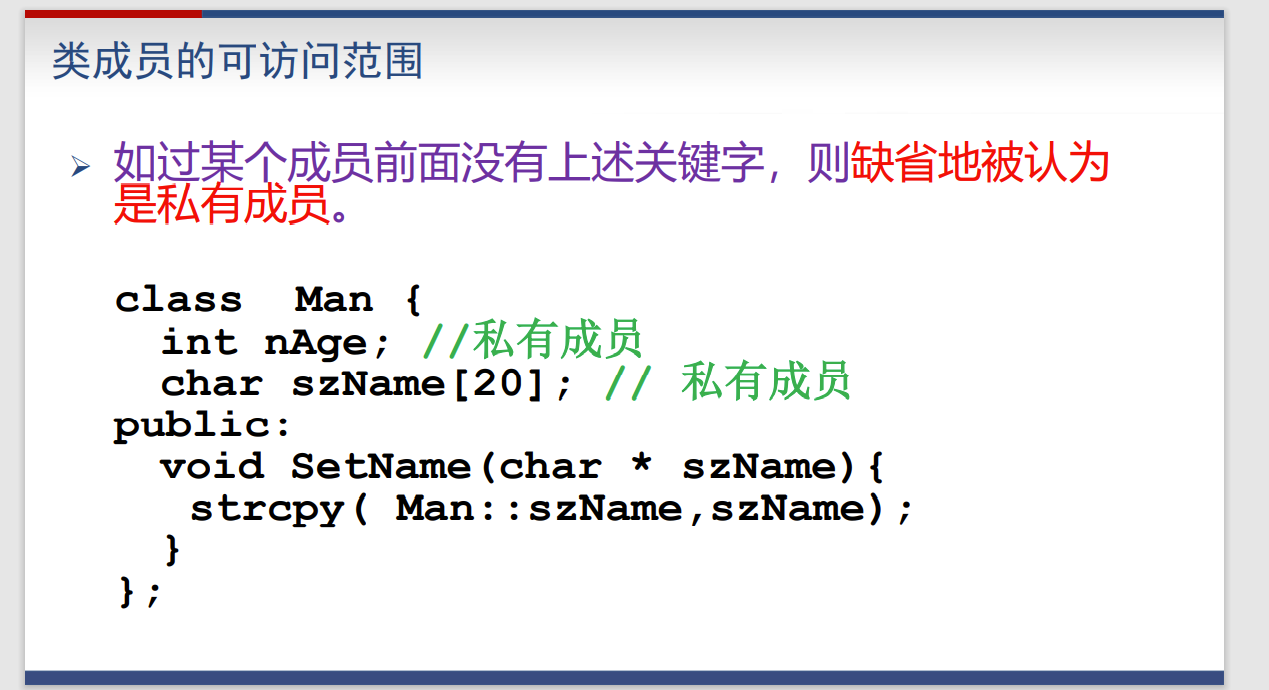 类成员的可访问范围
如过某个成员前面没有上述关键字，则缺省地被认为
是私有成员。
class  Man {
int nAge; //私有成员
char szName[20]; // 私有成员
public:
void SetName(char * szName){
strcpy( Man::szName,szName);
}
};